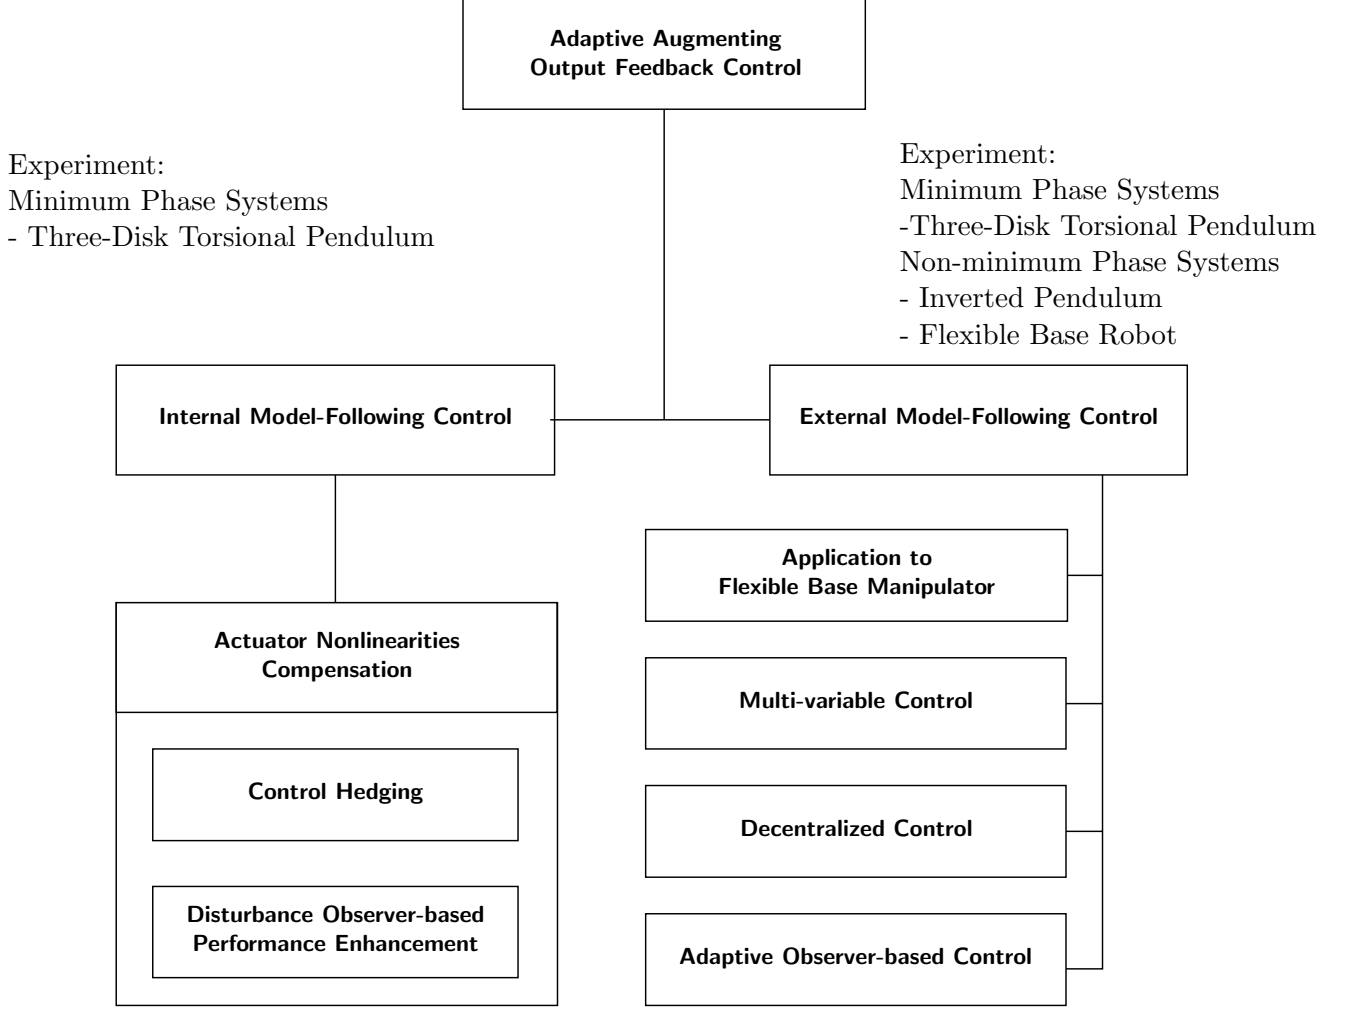 Adaptive Augmenting
Output Feedback Control
Experiment:
Minimum Phase Systems
- Three-Disk Torsional Pendulum
Experiment:
Minimum Phase Systems
-Three-Disk Torsional Pendulum
Non-minimum Phase Systems
- Inverted Pendulum
- Flexible Base Robot
Internal Model-Following Control
External Model-Following Control
Actuator Nonlinearities
Compensation
Control Hedging
Disturbance Observer-based
Performance Enhancement
Application to
Flexible Base Manipulator
Multi-variable Control
Decentralized Control
Adaptive Observer-based Control